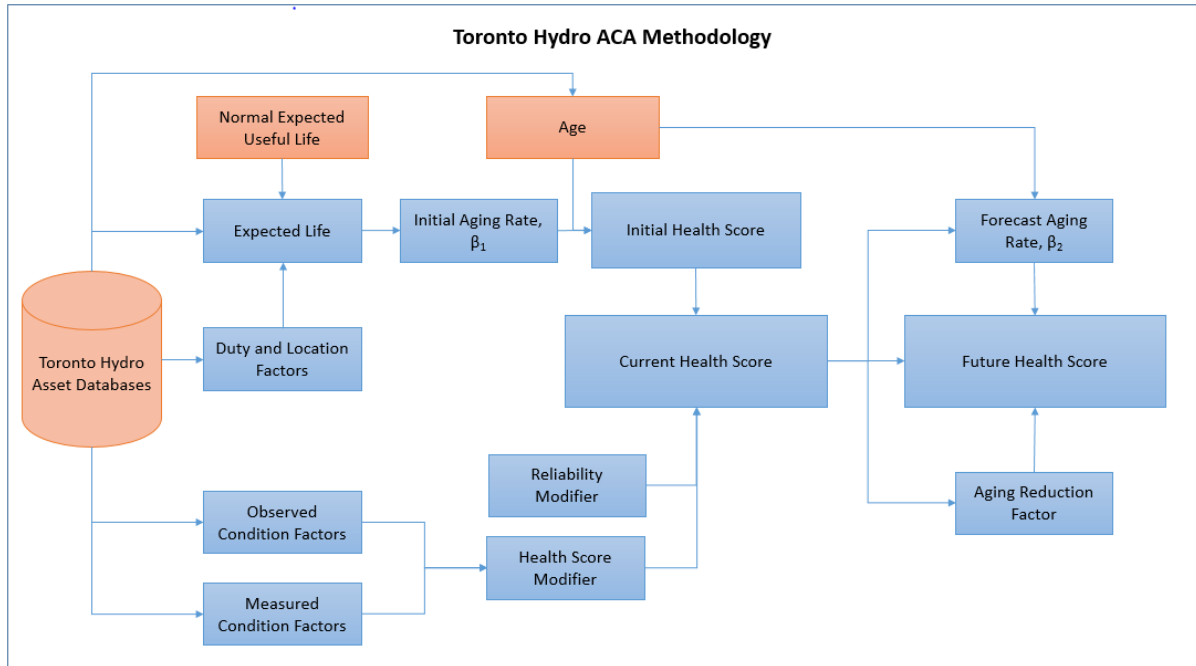 Toronto Hydro ACA Methodology
Normal Expected
Useful Life
Age
Expected Life
Initial Aging Rate,
β₁
Initial Health Score
Forecast Aging
Rate, β₂
Toronto Hydro
Asset Databases
Duty and Location
Factors
Current Health Score
Future Health Score
Reliability
Modifier
Observed
Condition Factors
Health Score
Modifier
Measured
Condition Factors
Aging Reduction
Factor